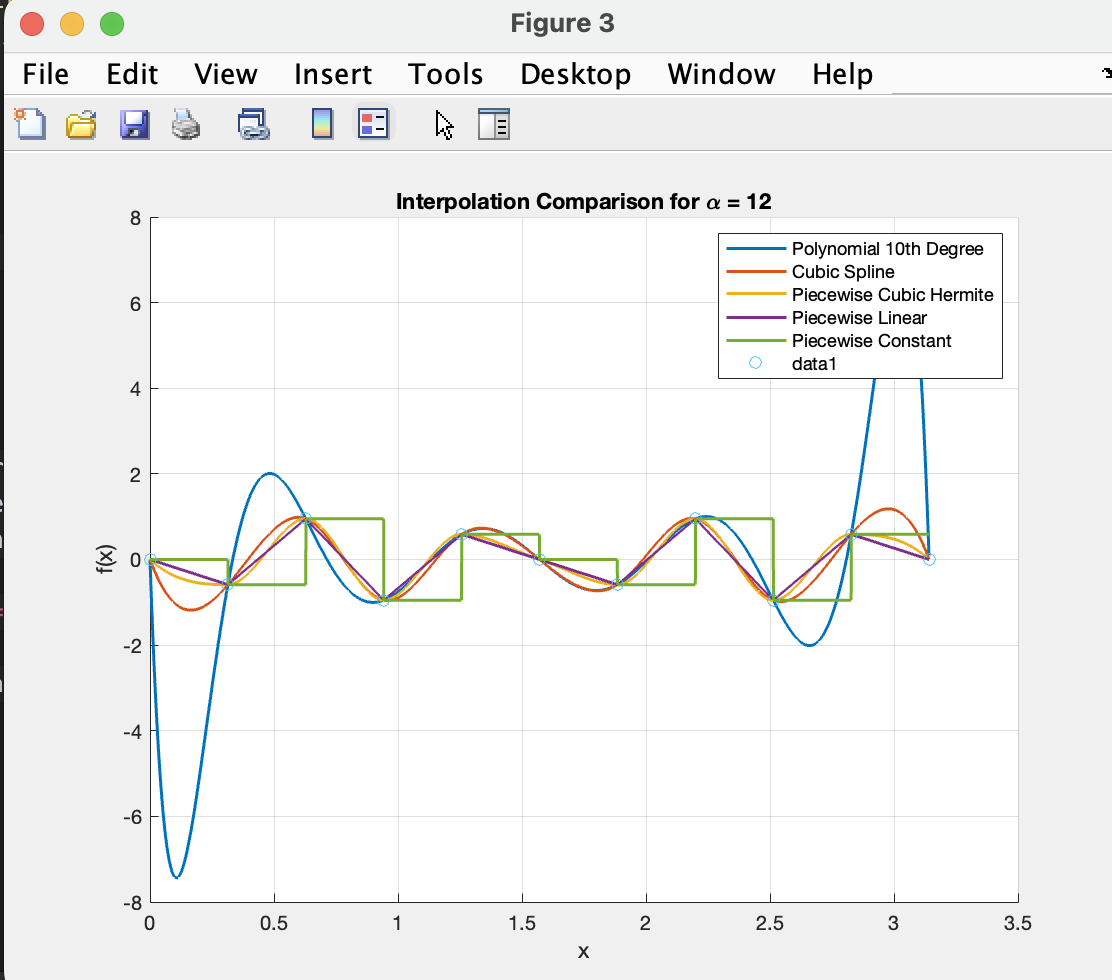 Figure 3
File Edit View Insert Tools Desktop Window Help
Interpolation Comparison for α = 12
Polynomial 10th Degree
Cubic Spline
Piecewise Cubic Hermite
Piecewise Linear
Piecewise Constant
data1
8
6
4
2
0
-2
-4
-6
-8
f(x)
0 0.5 1 1.5 2 2.5 3 3.5
x